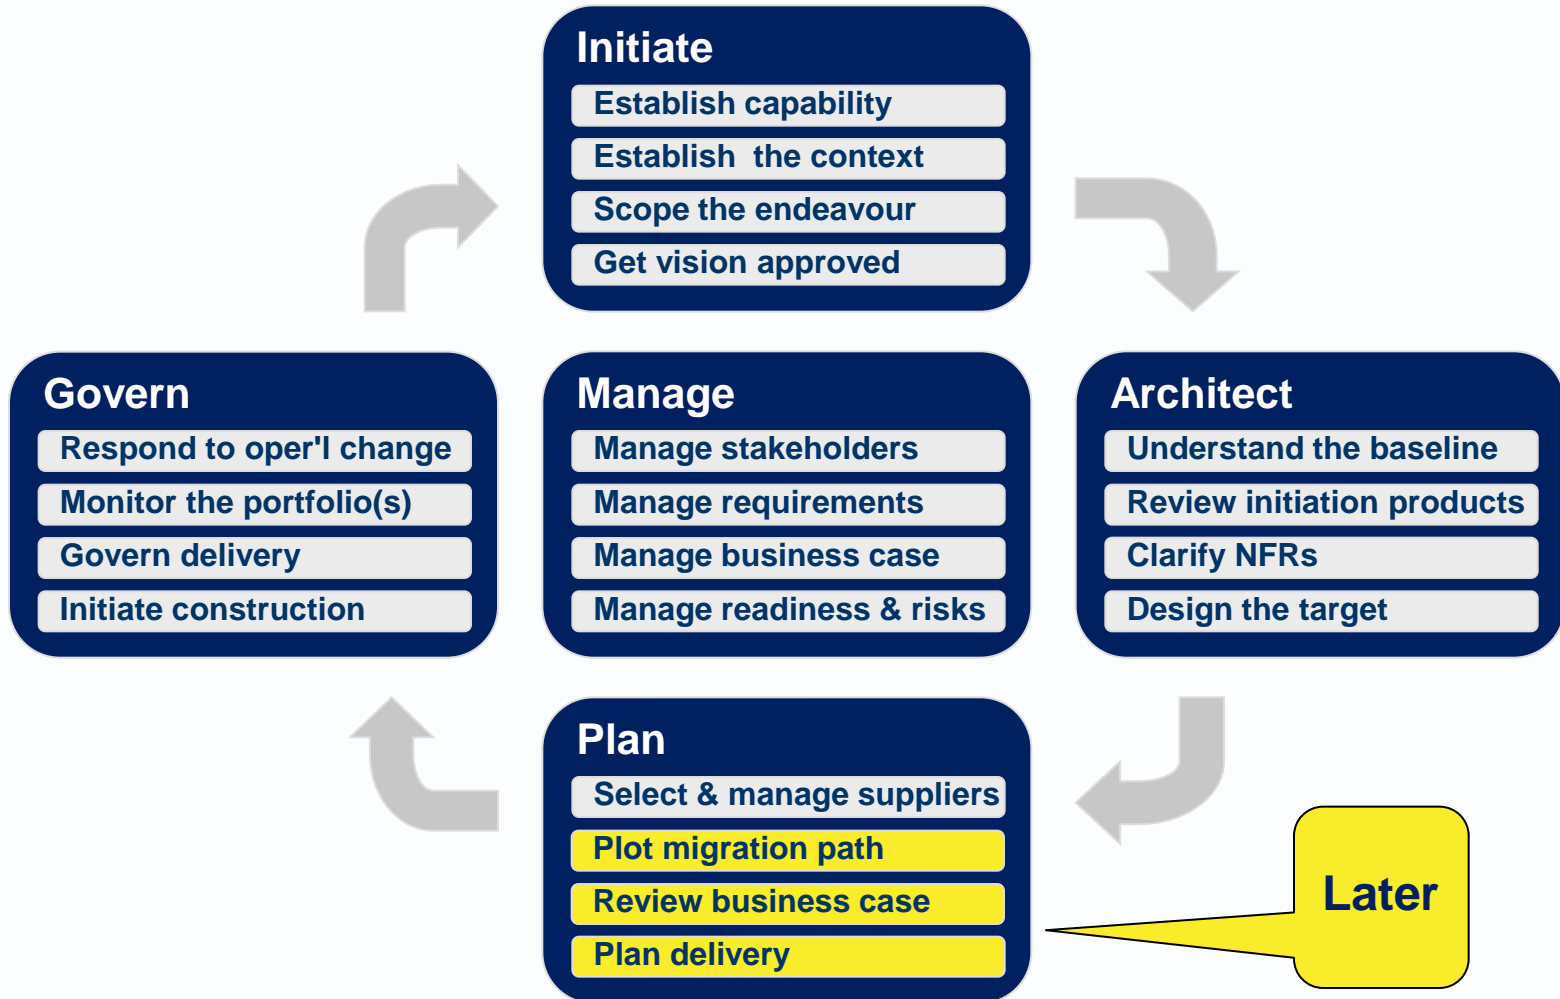 Initiate
Establish capability
Establish  the context
Scope the endeavour
Get vision approved
Govern
Respond to oper'l change
Monitor the portfolio(s)
Govern delivery
Initiate construction
Manage
Manage stakeholders
Manage requirements
Manage business case
Manage readiness & risks
Architect
Understand the baseline
Review initiation products
Clarify NFRs
Design the target
Plan
Select & manage suppliers
Plot migration path
Review business case
Plan delivery
Later